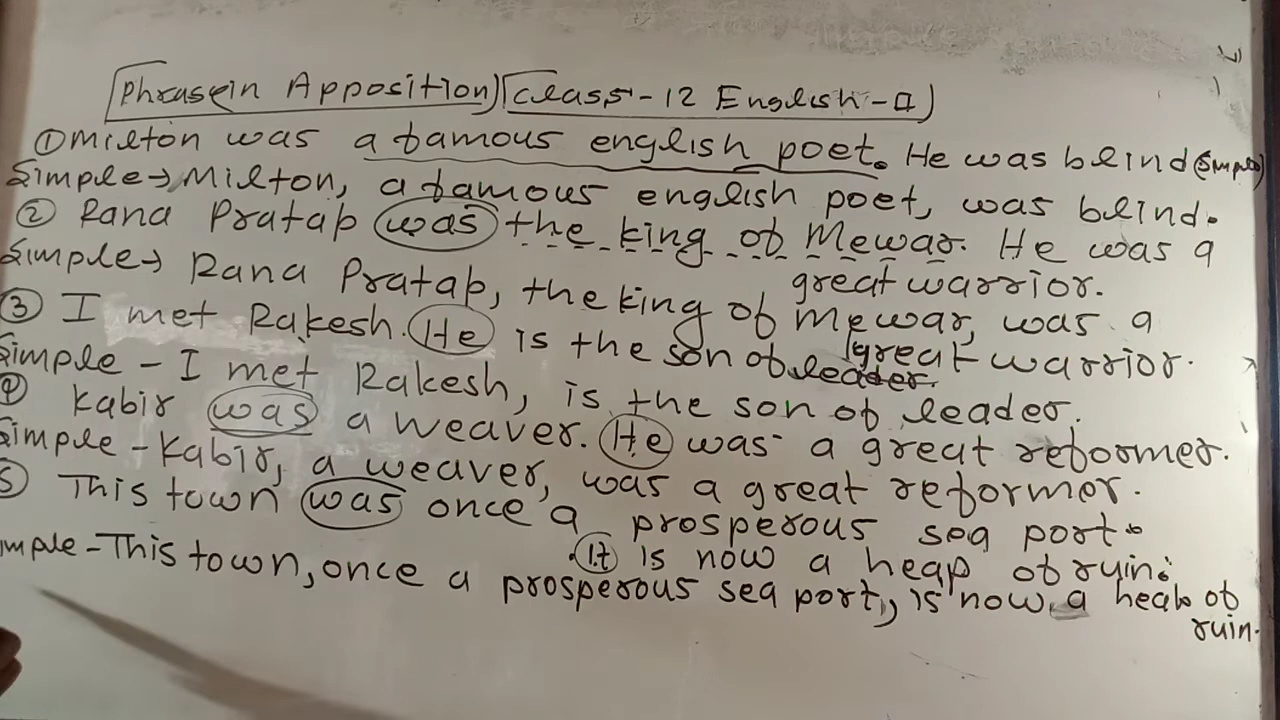 Phrase in Apposition) Class-12 English-II)
① Milton was a famous english poet. He was blind (Simple)
Simple→ Milton, a famous english poet, was blind.
② Rana Pratap was the king of Mewar. He was a great warrior.
Simple→ Rana Pratap, the king of Mewar, was a great warrior.
③ I met Rakesh. He is the son of leader.
Simple - I met Rakesh, is the son of leader.
④ Kabir was a weaver. He was a great reformer.
Simple - Kabir, a weaver, was a great reformer.
⑤ This town was once a prosperous sea port. It is now a heap of ruin.
mple - This town, once a prosperous sea port, is now a heap of ruin.